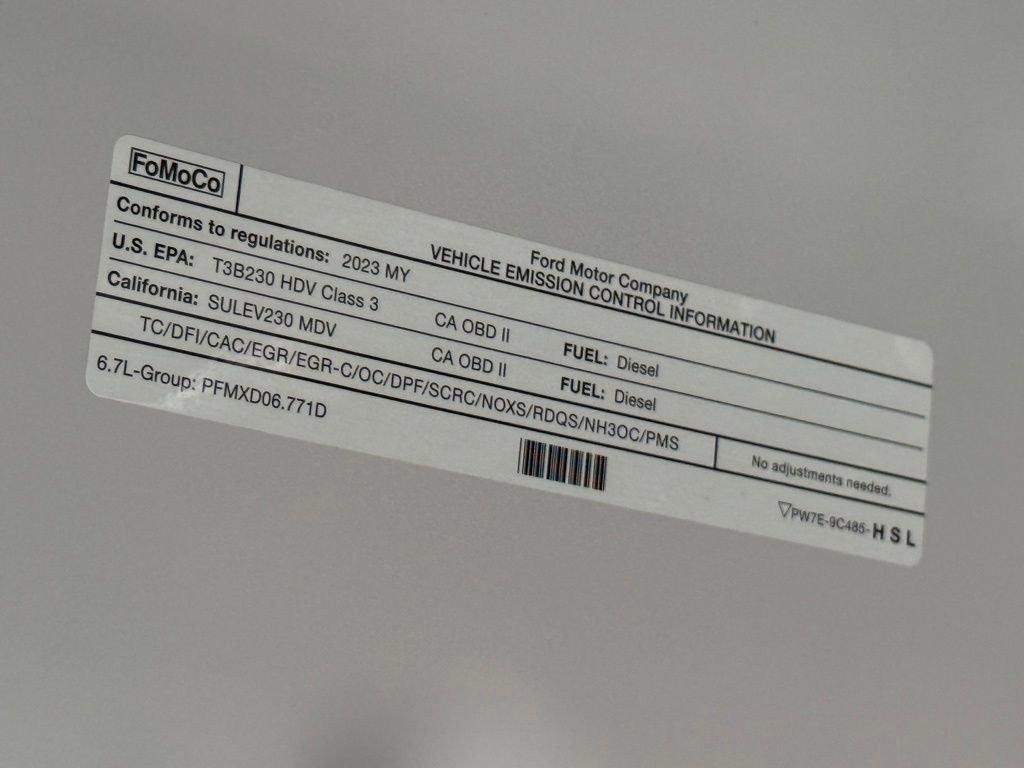 FoMoCo
Ford Motor Company
VEHICLE EMISSION CONTROL INFORMATION
Conforms to regulations: 2023 MY
U.S. EPA: T3B230 HDV Class 3 CA OBD II FUEL: Diesel
California: SULEV230 MDV CA OBD II FUEL: Diesel
TC/DFI/CAC/EGR/EGR-C/OC/DPF/SCRC/NOXS/RDQS/NH3OC/PMS No adjustments needed.
6.7L-Group: PFMXD06.771D
PW7E-9C485- H S L